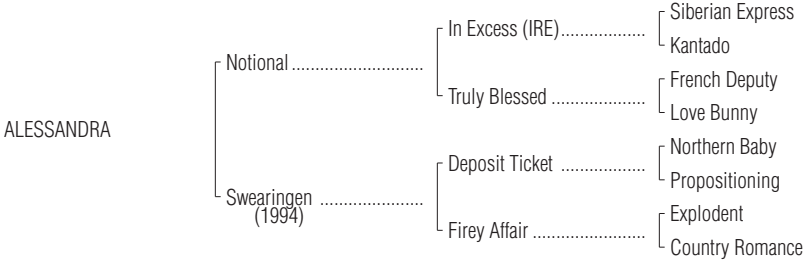 Siberian Express
In Excess (IRE)...................
Kantado
Notional............................
French Deputy
Truly Blessed ....................
Love Bunny
ALESSANDRA
Northern Baby
Deposit Ticket ..................
Propositioning
Swearingen ......................
(1994)
Explodent
Firey Affair ........................
Country Romance